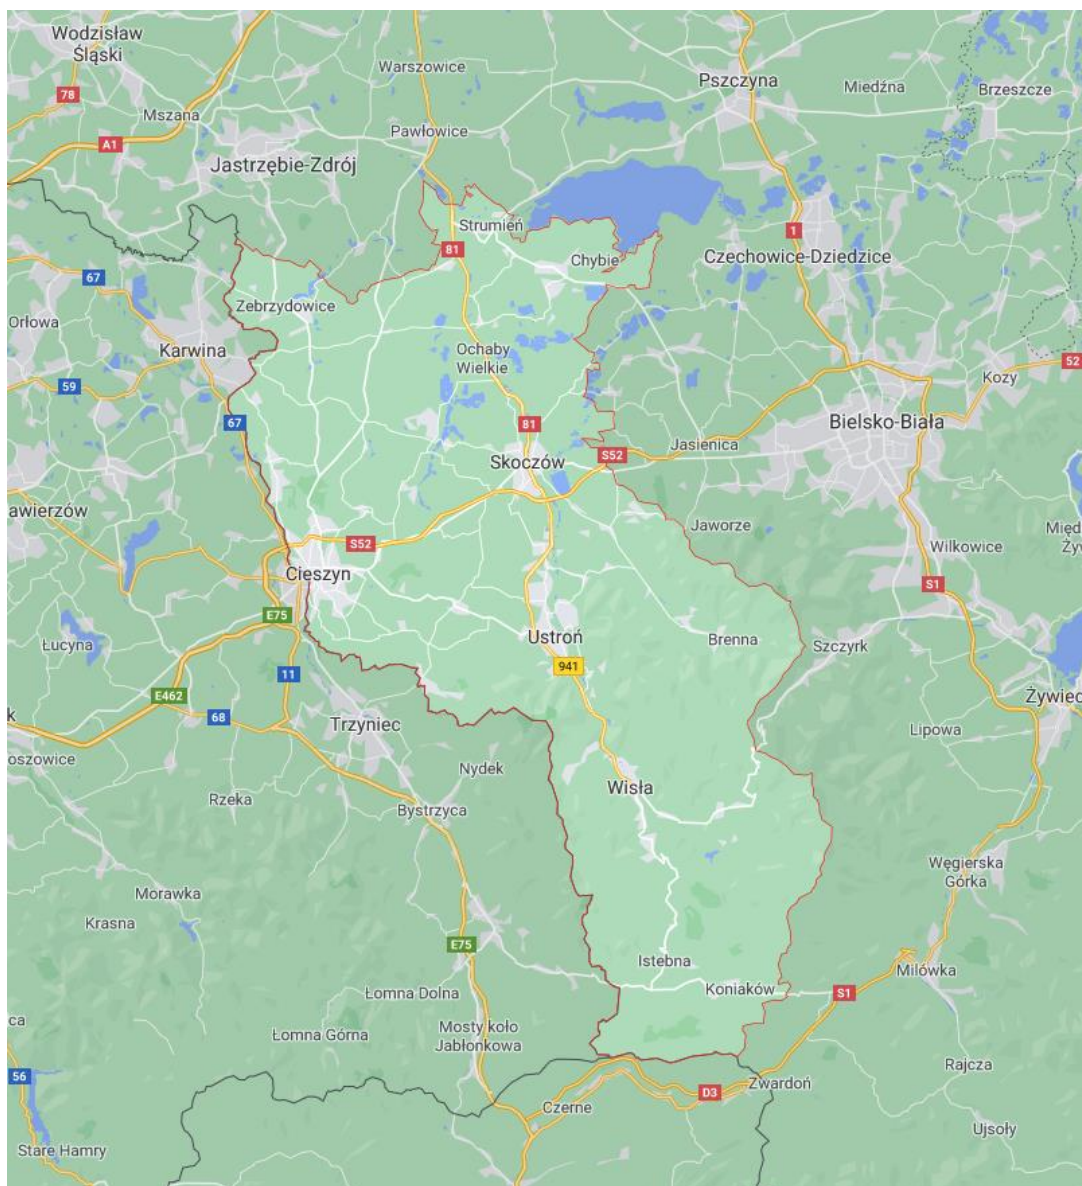 Wodzisław
Śląski
Warszowice
Pszczyna
Miedźna
Brzeszcze
78
Mszana
A1
Pawłowice
Jastrzębie-Zdrój
Strumień
1
81
Chybie
Czechowice-Dziedzice
67
Zebrzydowice
Orłowa
Karwina
Ochaby
Wielkie
52
Kozy
59
67
81
Bielsko-Biała
Jasienica
S52
Skoczów
awierzów
Jaworze
Międ
Ży
S52
Wilkowice
Cieszyn
S1
E75
Łucyna
Ustroń
Brenna
Szczyrk
941
11
E462
Żywiec
k
68
Trzyniec
Lipowa
oszowice
Nydek
Rzeka
Wisła
Bystrzyca
Węgierska
Górka
Morawka
Krasna
E75
Istebna
Milówka
Koniaków
S1
Łomna Dolna
ca
Łomna Górna
Mosty koło
Jabłonkowa
Rajcza
56
Zwardoń
D3
Czerne
Ujsoły
Stare Hamry